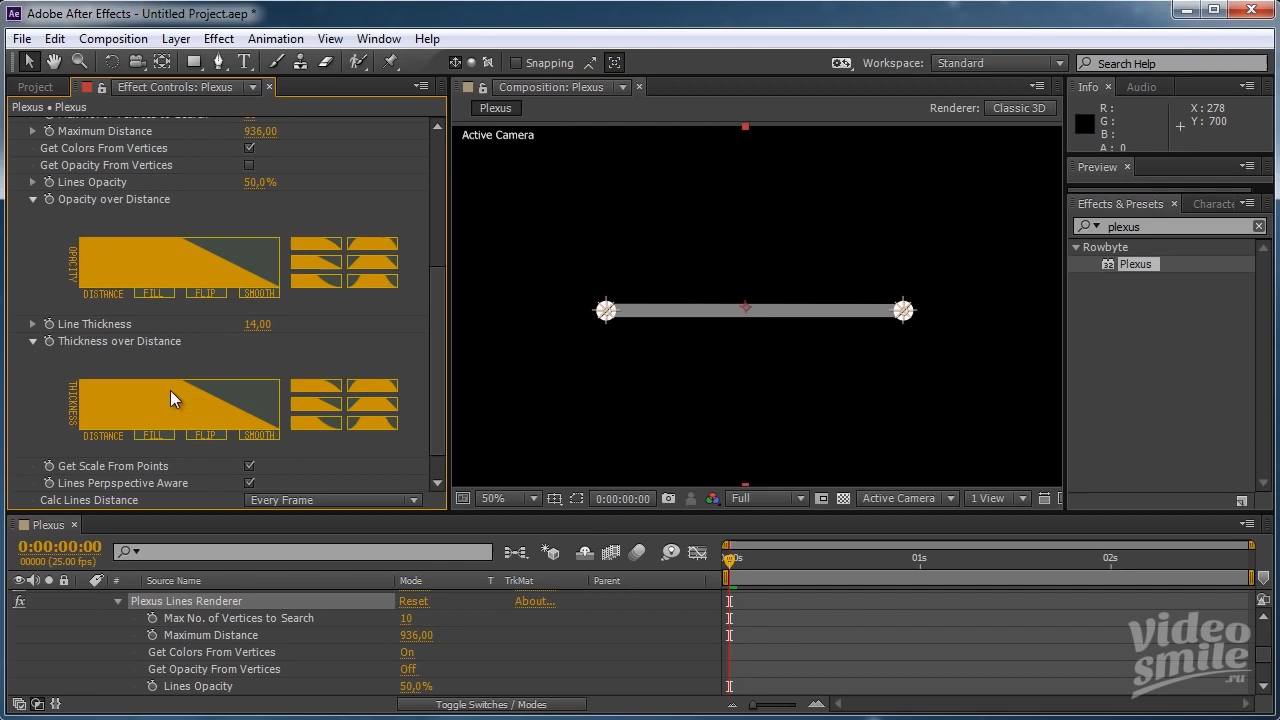 Adobe After Effects - Untitled Project.aep *
File Edit Composition Layer Effect Animation View Window Help
Snapping
Workspace: Standard
Search Help
Project
Effect Controls: Plexus
Plexus • Plexus
Maximum Distance 936,00
Get Colors From Vertices
Get Opacity From Vertices
Lines Opacity 50,0%
Opacity over Distance
OPACITY
DISTANCE FILL FLIP SMOOTH
Line Thickness 14,00
Thickness over Distance
THICKNESS
DISTANCE FILL FLIP SMOOTH
Get Scale From Points
Lines Perpspective Aware
Calc Lines Distance Every Frame
Composition: Plexus
Plexus
Renderer: Classic 3D
Active Camera
50% 0:00:00:00 Full Active Camera 1 View
Info Audio
R :
G :
B :
A : 0
X : 278
Y : 700
Preview
Effects & Presets Characte
plexus
Rowbyte
32 Plexus
Plexus
0:00:00:00
00000 (25.00 fps)
# Source Name Mode T TrkMat Parent
01s 02s
fx Plexus Lines Renderer Reset About...
Max No. of Vertices to Search 10
Maximum Distance 936,00
Get Colors From Vertices On
Get Opacity From Vertices Off
Lines Opacity 50,0%
Toggle Switches / Modes
video
smile
.ru